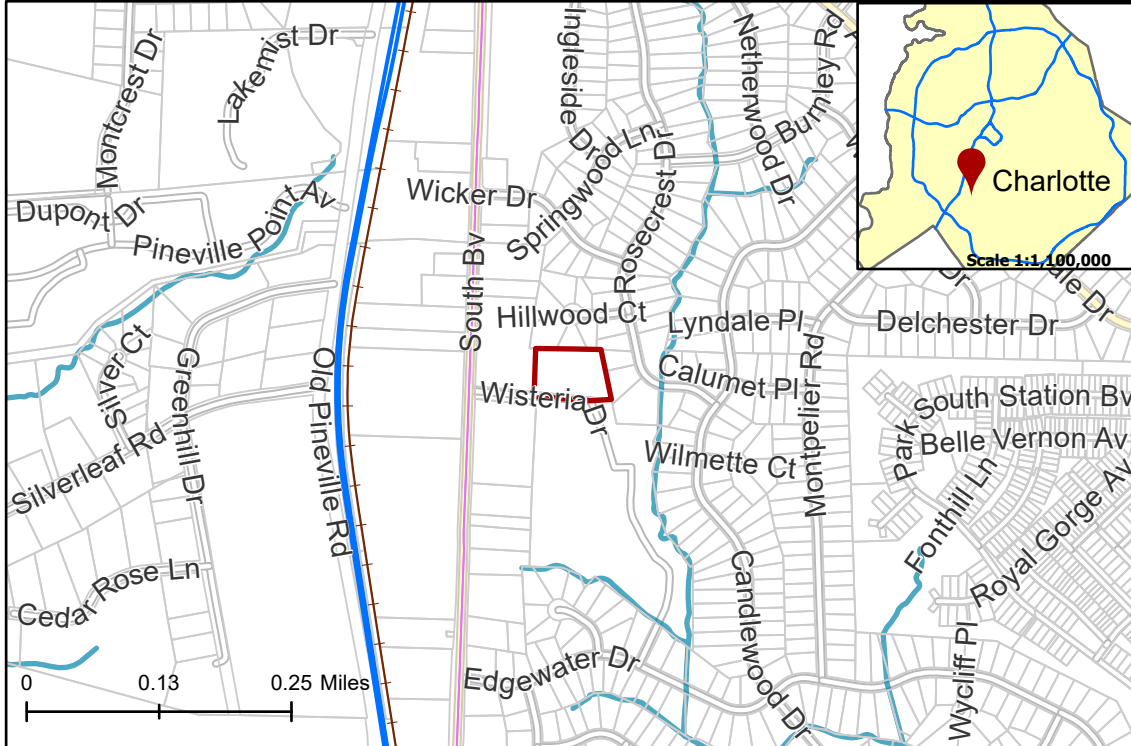 Montcrest Dr
Lakemist Dr
Ingleside Dr
Netherwood Dr
Burnley Rd
Charlotte
Scale 1:1,100,000
Dupont Dr
Pineville Point Av
Wicker Dr
Springwood Ln
Rosecrest Dr
South Bv
Hillwood Ct
Lyndale Pl
Delchester Dr
Dr
ale Dr
Silver Ct
Greenhill Dr
Old Pineville Rd
Wisteria Dr
Calumet Pl
Montpelier Rd
South Station Bv
Park
Belle Vernon Av
Silverleaf Rd
Wilmette Ct
Fonthill Ln
Royal Gorge Av
Cedar Rose Ln
Candlewood Dr
Edgewater Dr
Wycliff Pl
0 0.13 0.25 Miles